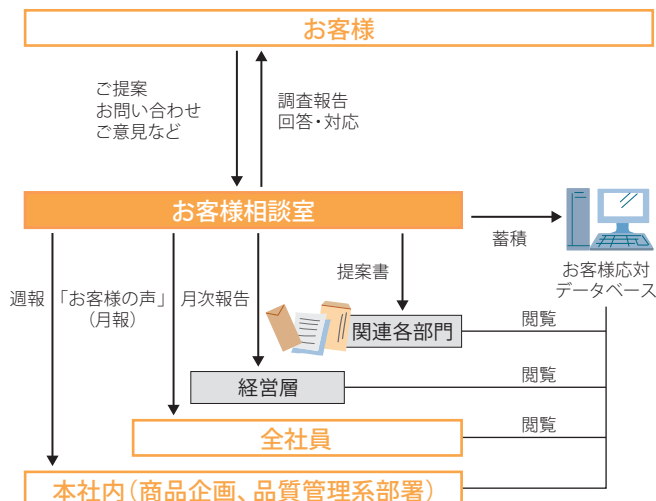 お客様
ご提案
お問い合わせ
ご意見など
調査報告
回答・対応
お客様相談室
蓄積
お客様応対
データベース
週報
「お客様の声」
（月報）
月次報告
提案書
関連各部門
閲覧
経営層
閲覧
全社員
閲覧
本社内（商品企画、品質管理系部署）